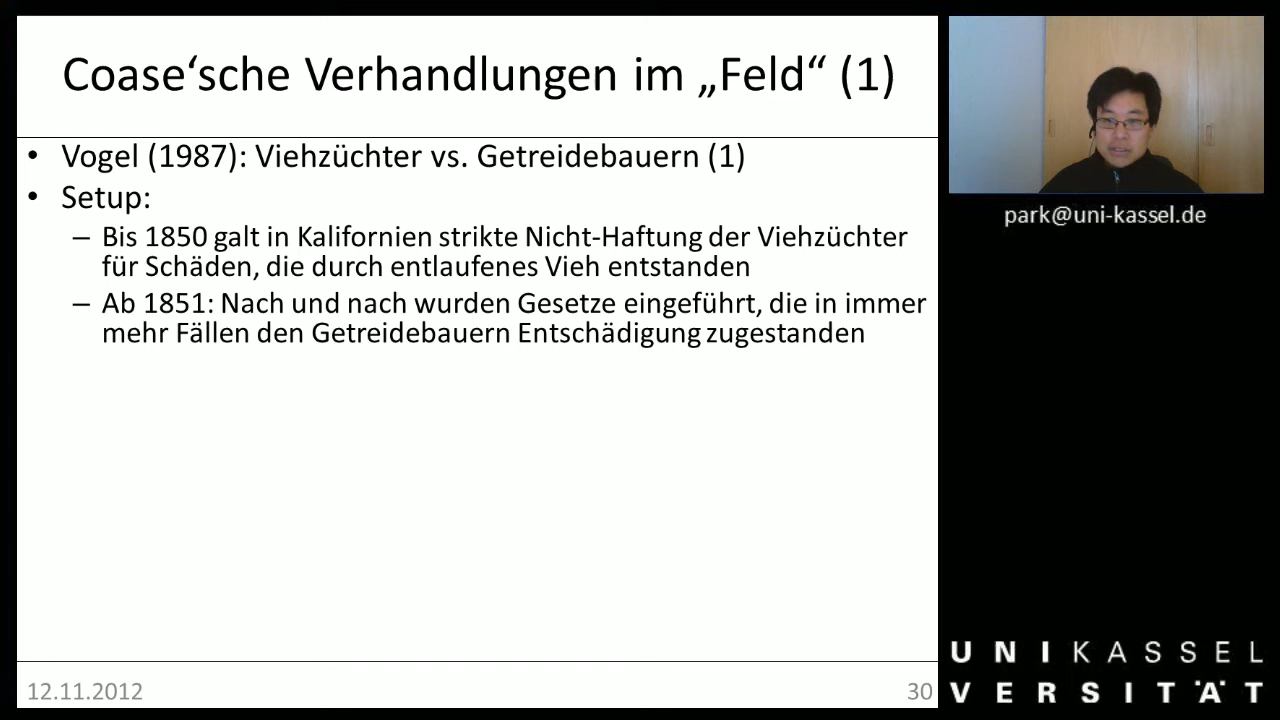 Coase‘sche Verhandlungen im „Feld“ (1)
• Vogel (1987): Viehzüchter vs. Getreidebauern (1)
• Setup:
– Bis 1850 galt in Kalifornien strikte Nicht-Haftung der Viehzüchter
für Schäden, die durch entlaufenes Vieh entstanden
– Ab 1851: Nach und nach wurden Gesetze eingeführt, die in immer
mehr Fällen den Getreidebauern Entschädigung zugestanden
12.11.2012
30
park@uni-kassel.de
UNIKASSEL
VERSITÄT